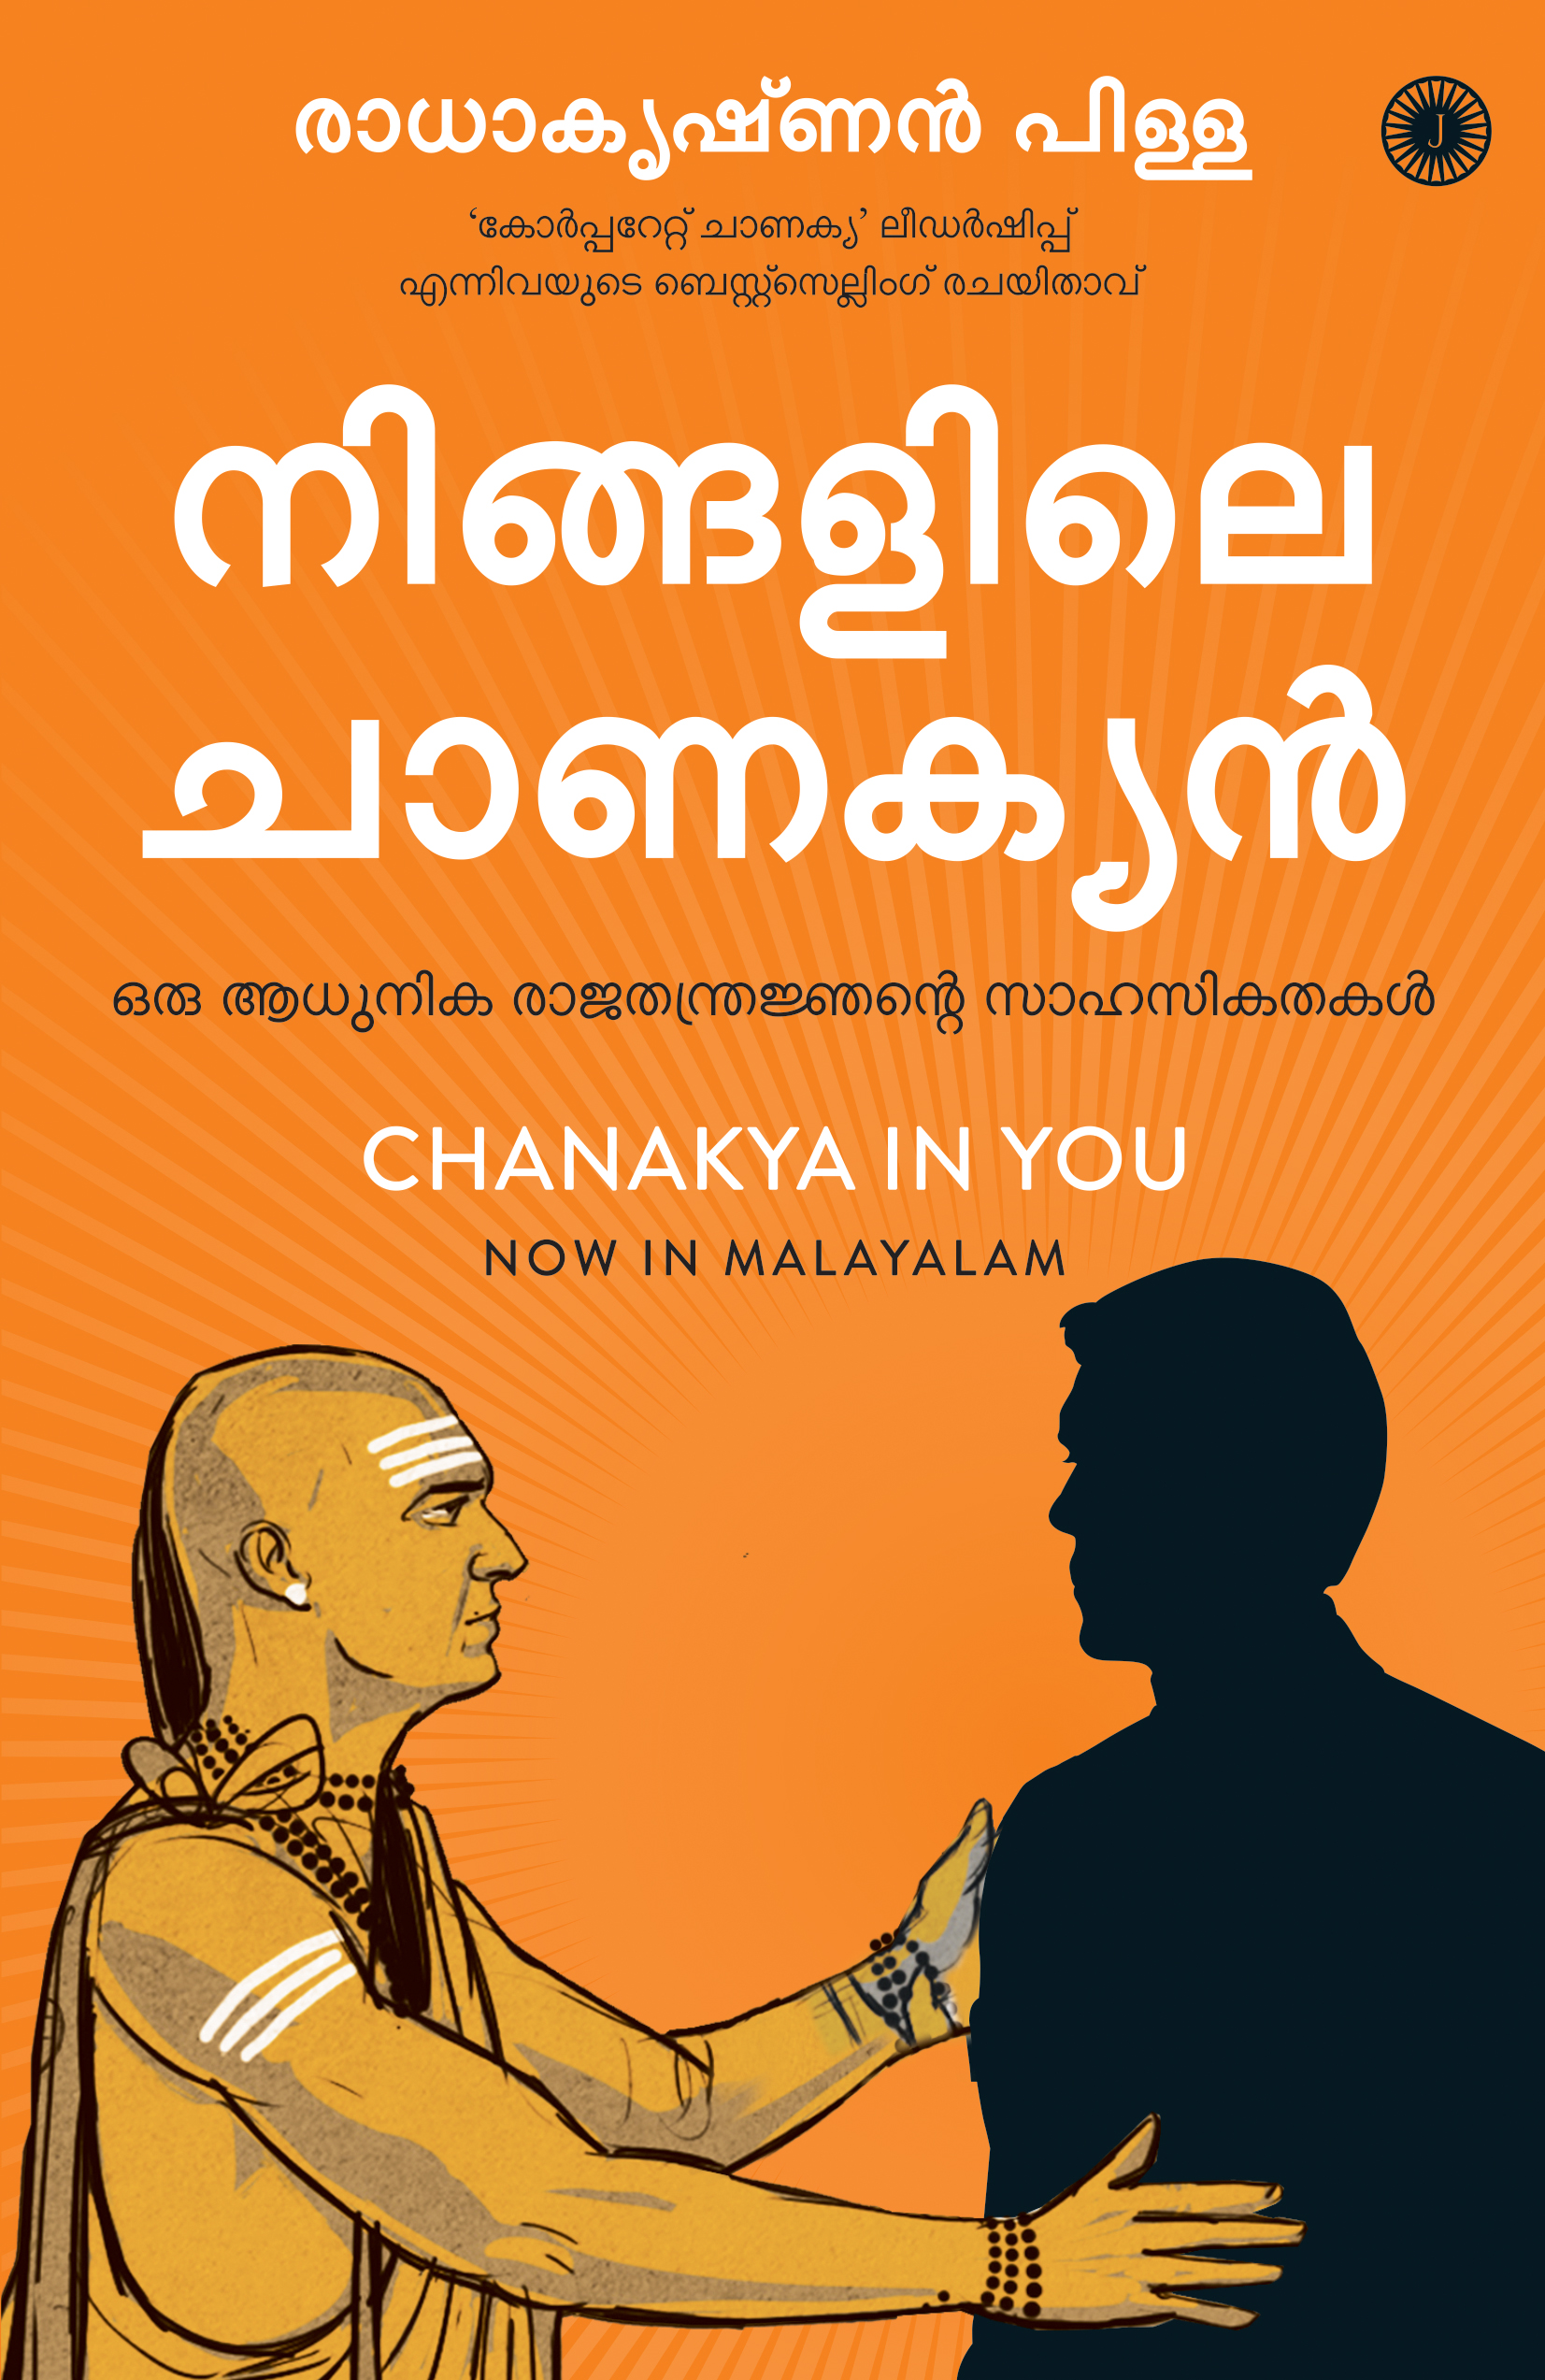 രാധാകൃഷ്ണൻ പിള്ള
J
‘കോർപ്പറേറ്റ് ചാണക്യ’ ലീഡർഷിപ്പ്
എന്നിവയുടെ ബെസ്റ്റ്സെല്ലിംഗ് രചയിതാവ്
നിങ്ങളിലെ
ചാണക്യൻ
ഒരു ആധുനിക രാജതന്ത്രജ്ഞന്റെ സാഹസികതകൾ
CHANAKYA IN YOU
NOW IN MALAYALAM